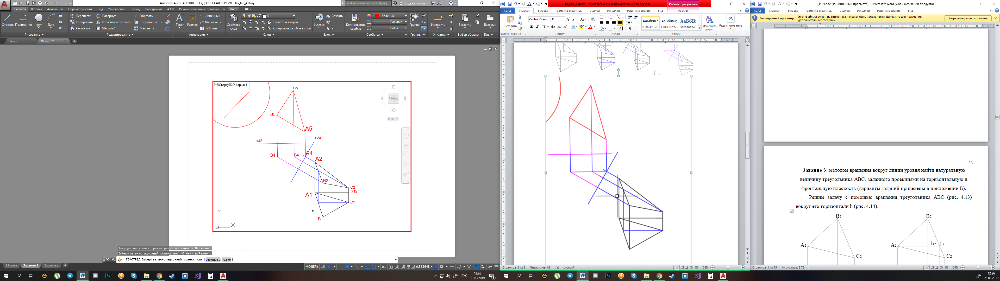 Autodesk AutoCAD 2018 - СТУДЕНЧЕСКАЯ ВЕРСИЯ KG_lab_4.dwg
Введите ключевое слово/фразу
Вход в службы
Главная Вставка Аннотации Параметризация Вид Управление Вывод Надстройки A360 Рекомендованные приложения Лист
Отрезок Полилиния Круг Дуга
Перенести Повернуть Обрезать
Копировать Отразить зеркально Сопряжение
Растянуть Масштаб Массив
Текст Размер
Линейный
Выноска
Таблица
Свойства слоя
0
Сделать текущим
Копировать свойства слоя
Вставка
Создать
Копирование свойств
Красный
ПоСлою
Группа
Измерить
Вставить
Базовый
Рисование Редактирование Аннотации Слои Блок Свойства Группы Утилиты Буфер обмена Вид
Начало KG_lab_4*
[+][Сверху][2D-каркас]
С
З Сверху В
Ю
МСК
C5
B5
A5
x45
x24
B4
C4
A4
A2
B2
C2
x12
A1
C1
B1
Y
X
Текущие настройки: режим редактирования = Несколько
Выберите аннотационный объект или [Отменить/Режим]:
ТЕКСТРЕД Выберите аннотационный объект или [Отменить Режим]:
Модель Задание 1 Задание 2
МОДЕЛЬ
0.333648
РУС
12:26
21.03.2019
KG_lab_4.docx - Microsoft Word (Сбой активации продукта)
Работа с рисунками
Файл Главная Вставка Разметка страницы Ссылки Рассылки Рецензирование Вид Формат
Вставить
Calibri (Осно 11
Ж К Ч
АаБбВвГг, АаБбВвГг, АаБбВ
Обычный Без инте... Заголово...
Изменить стили
Редактирование
Буфер обмена Шрифт Абзац Стили
Страница: 3 из 5 Число слов: 86 русский
108%
1_kurs.doc (защищенный просмотр) - Microsoft Word (Сбой активации продукта)
Файл Главная Вставка Разметка страницы Ссылки Рассылки Рецензирование Вид
Защищенный просмотр Этот файл загружен из Интернета и может быть небезопасен. Щелкните для получения дополнительных сведений.
Разрешить редактирование
33
Задание 3: методом вращения вокруг линии уровня найти натуральную
величину треугольника АВС, заданного проекциями на горизонтальную и
фронтальную плоскость (варианты заданий приведены в приложении Б).
Решим задачу с помощью вращения треугольника АВС (рис. 4.13)
вокруг его горизонтали h (рис. 4.14).
B2 B2
A2 A2 h2 12
C2 C2
Страница: 1 из 75 Число слов: 5 761
108%
12:26
21.03.2019